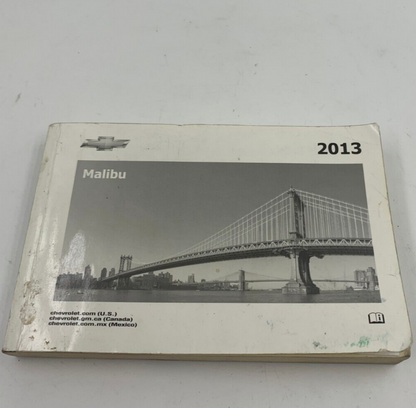 2013
Malibu
chevrolet.com (U.S.)
chevrolet.gm.ca (Canada)
chevrolet.com.mx (Mexico)